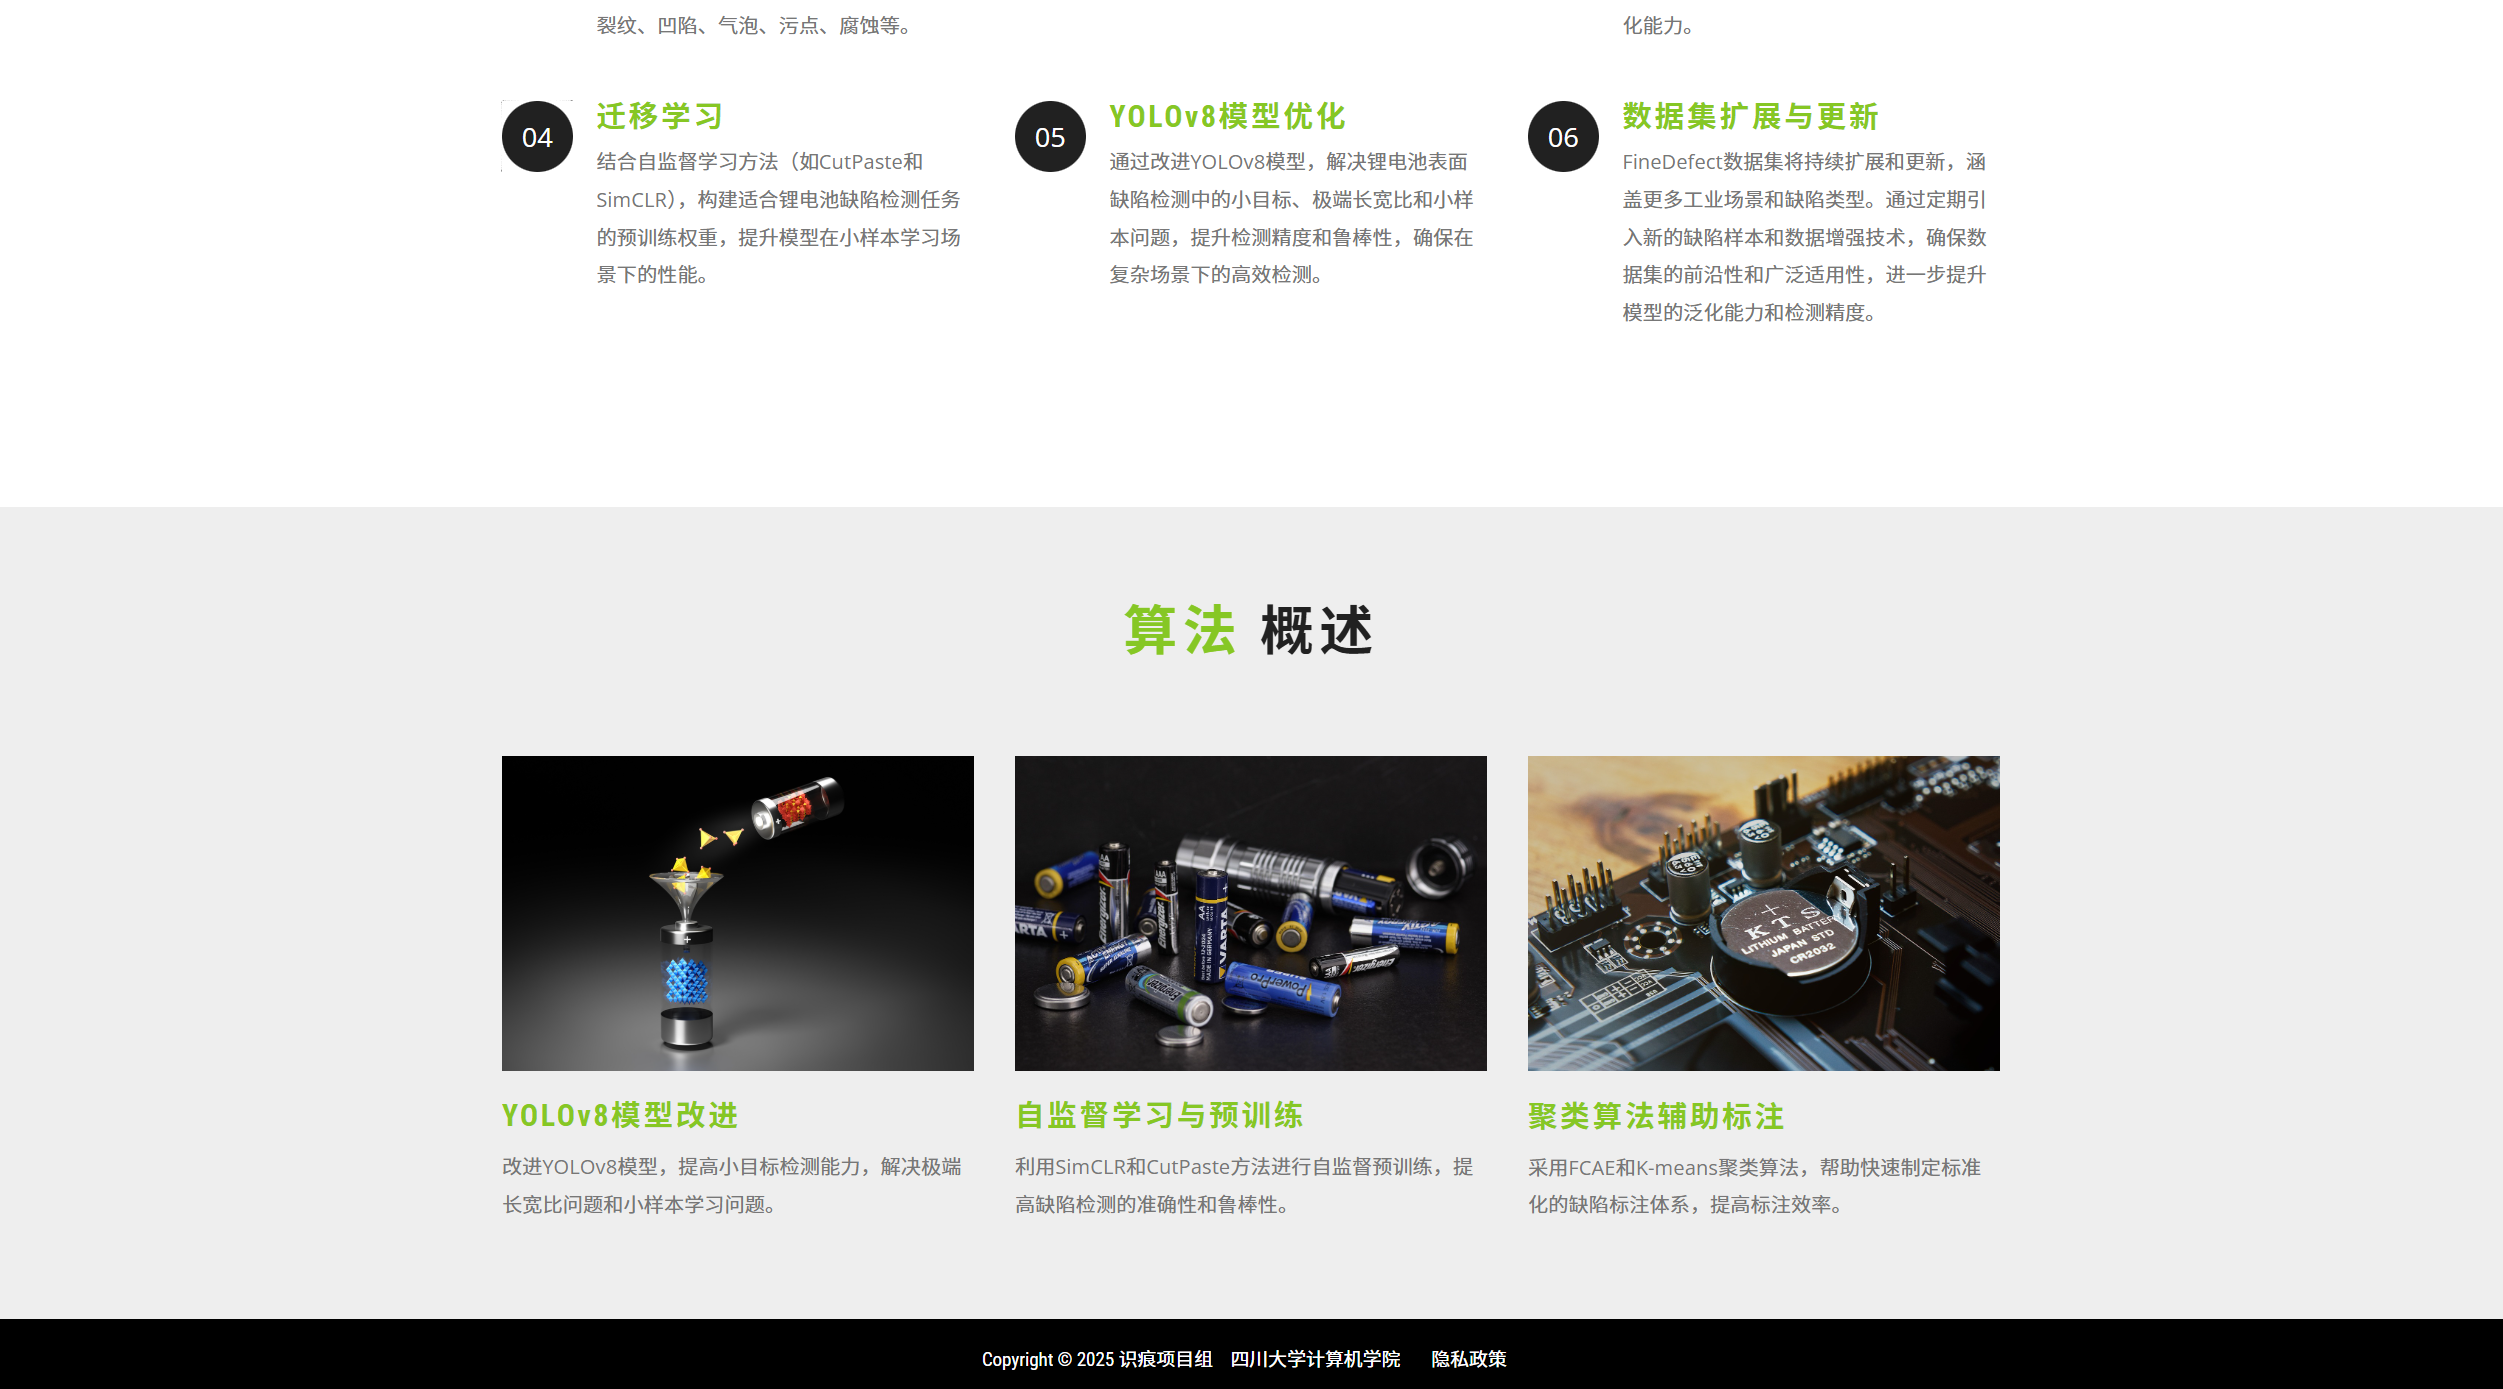 裂纹、凹陷、气泡、污点、腐蚀等。
化能力。
04
迁移学习
结合自监督学习方法（如CutPaste和
SimCLR），构建适合锂电池缺陷检测任务
的预训练权重，提升模型在小样本学习场
景下的性能。
05
YOLOv8模型优化
通过改进YOLOv8模型，解决锂电池表面
缺陷检测中的小目标、极端长宽比和小样
本问题，提升检测精度和鲁棒性，确保在
复杂场景下的高效检测。
06
数据集扩展与更新
FineDefect数据集将持续扩展和更新，涵
盖更多工业场景和缺陷类型。通过定期引
入新的缺陷样本和数据增强技术，确保数
据集的前沿性和广泛适用性，进一步提升
模型的泛化能力和检测精度。
算法 概述
ARTA
AAA
Energizer
Energizer
AA
VARTA
MADE IN GERMANY
Energizer
PowerPro
Energizer
+
KTS
LITHIUM BATTERY
JAPAN STD
CR2032
YOLOv8模型改进
改进YOLOv8模型，提高小目标检测能力，解决极端
长宽比问题和小样本学习问题。
自监督学习与预训练
利用SimCLR和CutPaste方法进行自监督预训练，提
高缺陷检测的准确性和鲁棒性。
聚类算法辅助标注
采用FCAE和K-means聚类算法，帮助快速制定标准
化的缺陷标注体系，提高标注效率。
Copyright © 2025 识痕项目组 四川大学计算机学院 隐私政策